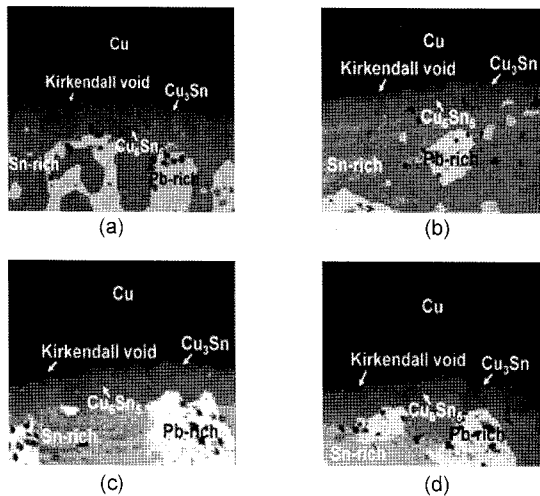 Cu
Kirkendall void
Cu3Sn
Cu6Sn5
Sn-rich
Pb-rich
(a)
Cu
Kirkendall void
Cu3Sn
Cu6Sn5
Sn-rich
Pb-rich
(b)
Cu
Kirkendall void
Cu3Sn
Cu6Sn5
Sn-rich
Pb-rich
(c)
Cu
Kirkendall void
Cu3Sn
Cu6Sn5
Sn-rich
Pb-rich
(d)